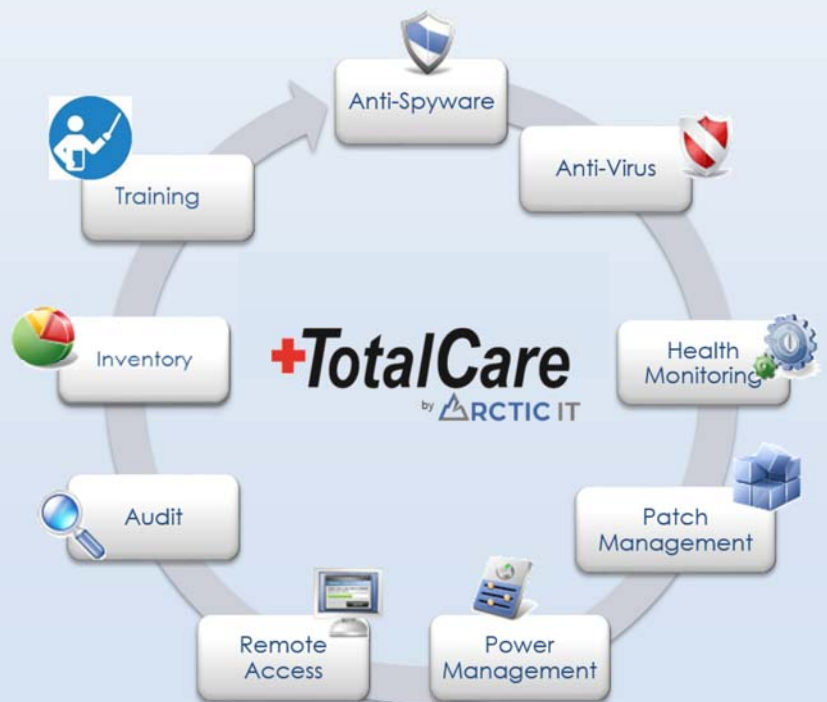 Anti-Spyware
Anti-Virus
Health
Monitoring
Patch
Management
Power
Management
Remote
Access
Audit
Inventory
Training
+TotalCare
by ARCTIC IT